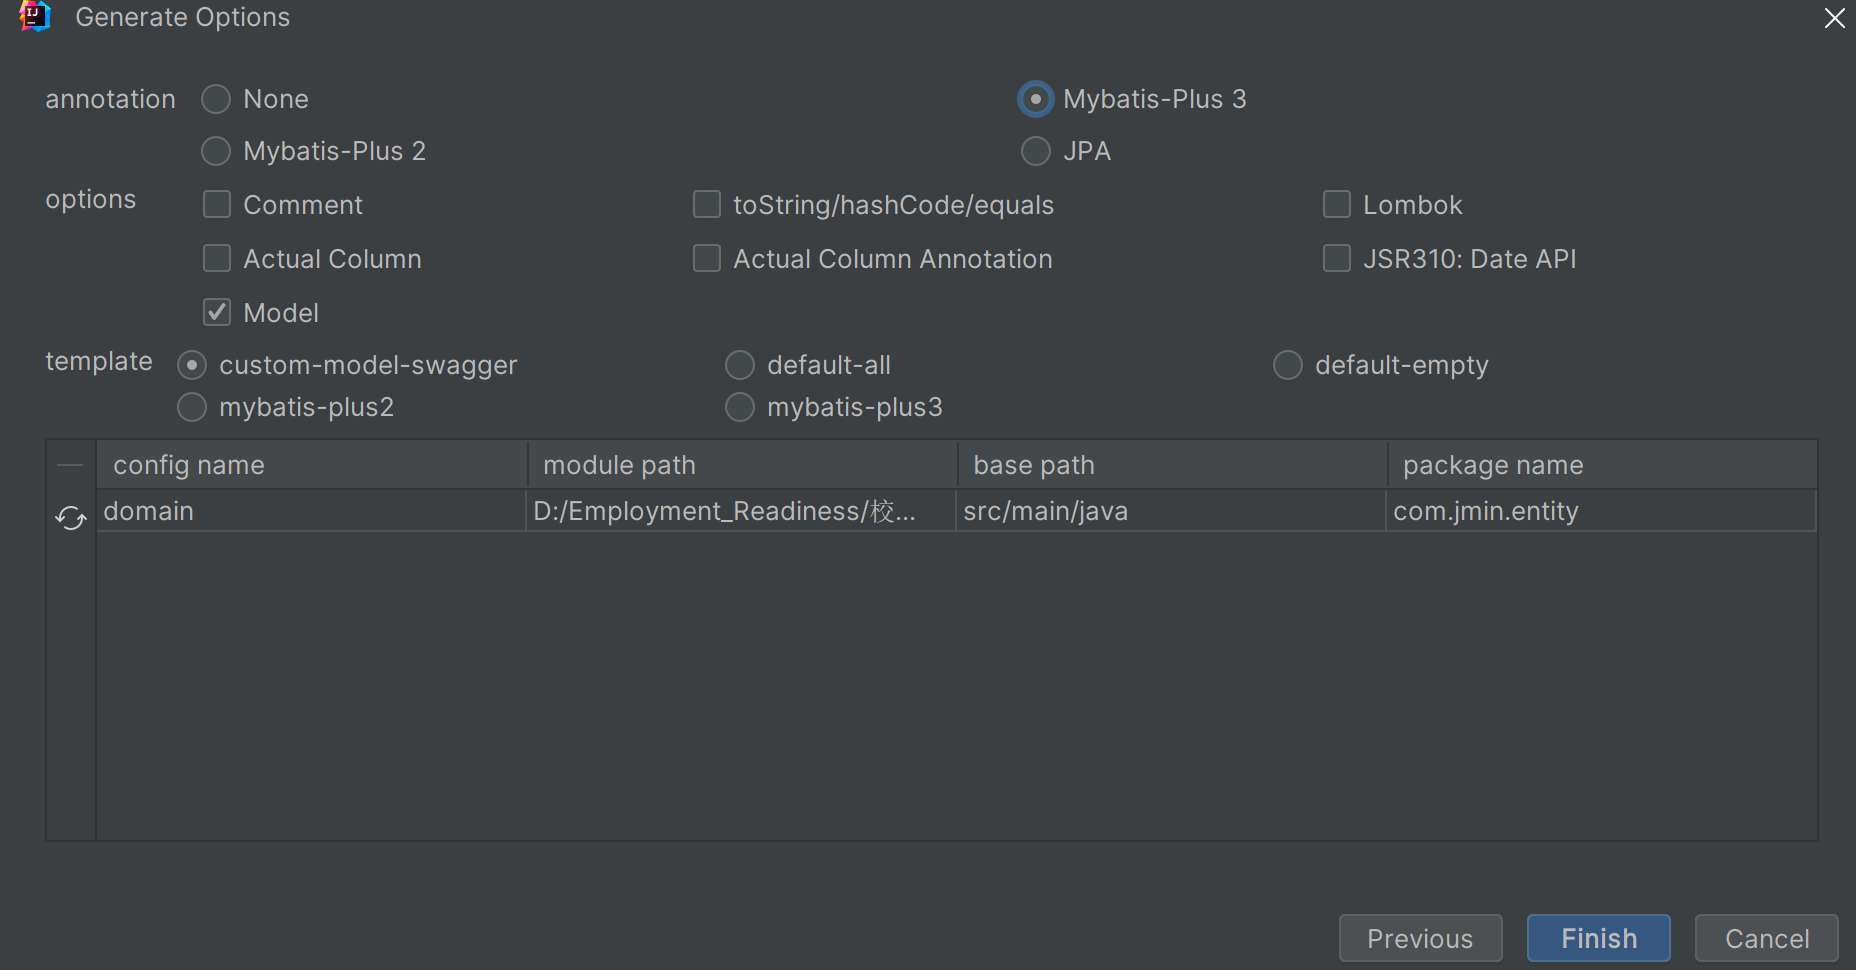 Generate Options
annotation None Mybatis-Plus 3
Mybatis-Plus 2 JPA
options Comment toString/hashCode/equals Lombok
Actual Column Actual Column Annotation JSR310: Date API
Model
template custom-model-swagger default-all default-empty
mybatis-plus2 mybatis-plus3
config name module path base path package name
domain D:/Employment_Readiness/校... src/main/java com.jmin.entity
Previous Finish Cancel